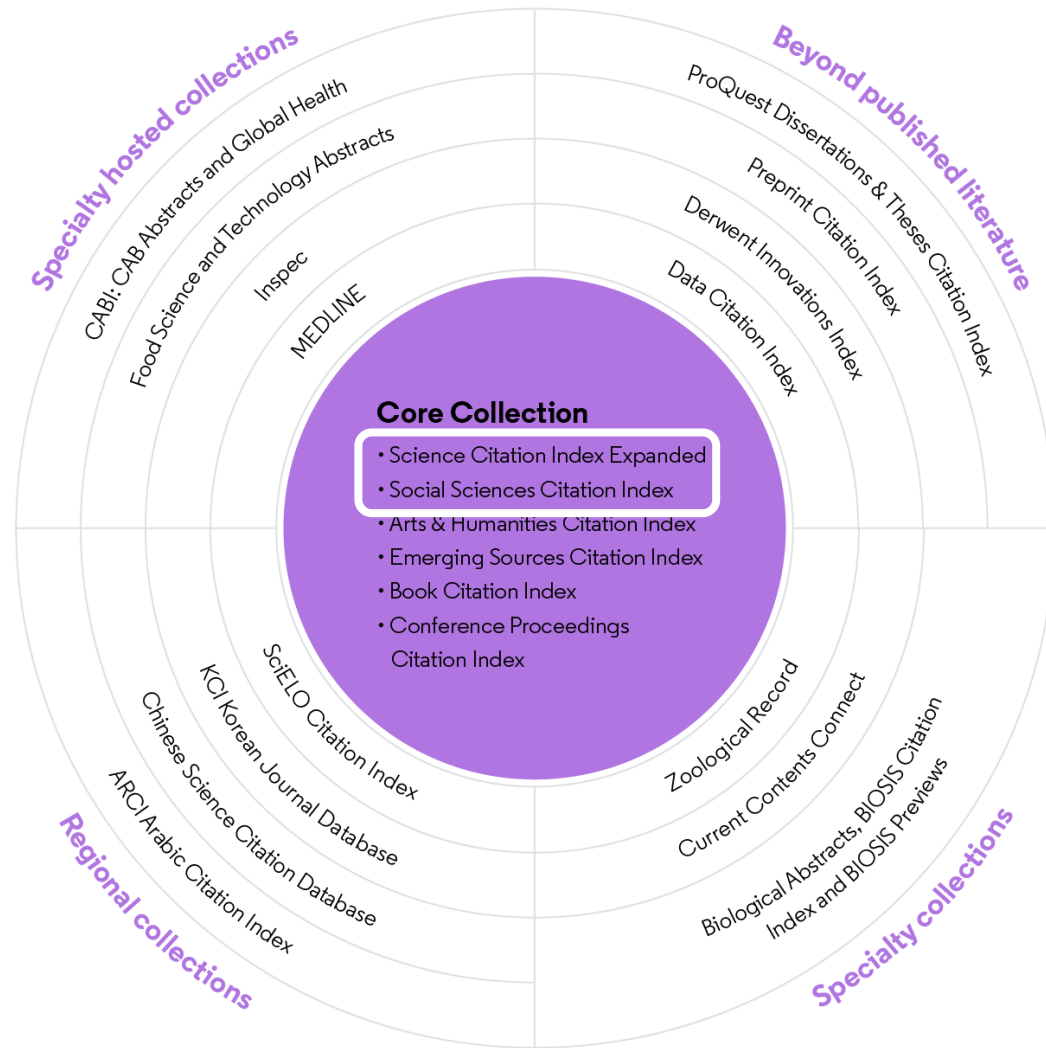 Specialty hosted collections
CABI: CAB Abstracts and Global Health
Food Science and Technology Abstracts
Inspec
MEDLINE
Beyond published literature
ProQuest Dissertations & Theses Citation Index
Preprint Citation Index
Derwent Innovations Index
Data Citation Index
Core Collection
• Science Citation Index Expanded
• Social Sciences Citation Index
• Arts & Humanities Citation Index
• Emerging Sources Citation Index
• Book Citation Index
• Conference Proceedings
Citation Index
SciELO Citation Index
KCI Korean Journal Database
Chinese Science Citation Database
ARCI Arabic Citation Index
Regional collections
Zoological Record
Current Contents Connect
Biological Abstracts, BIOSIS Citation
Index and BIOSIS Previews
Specialty collections